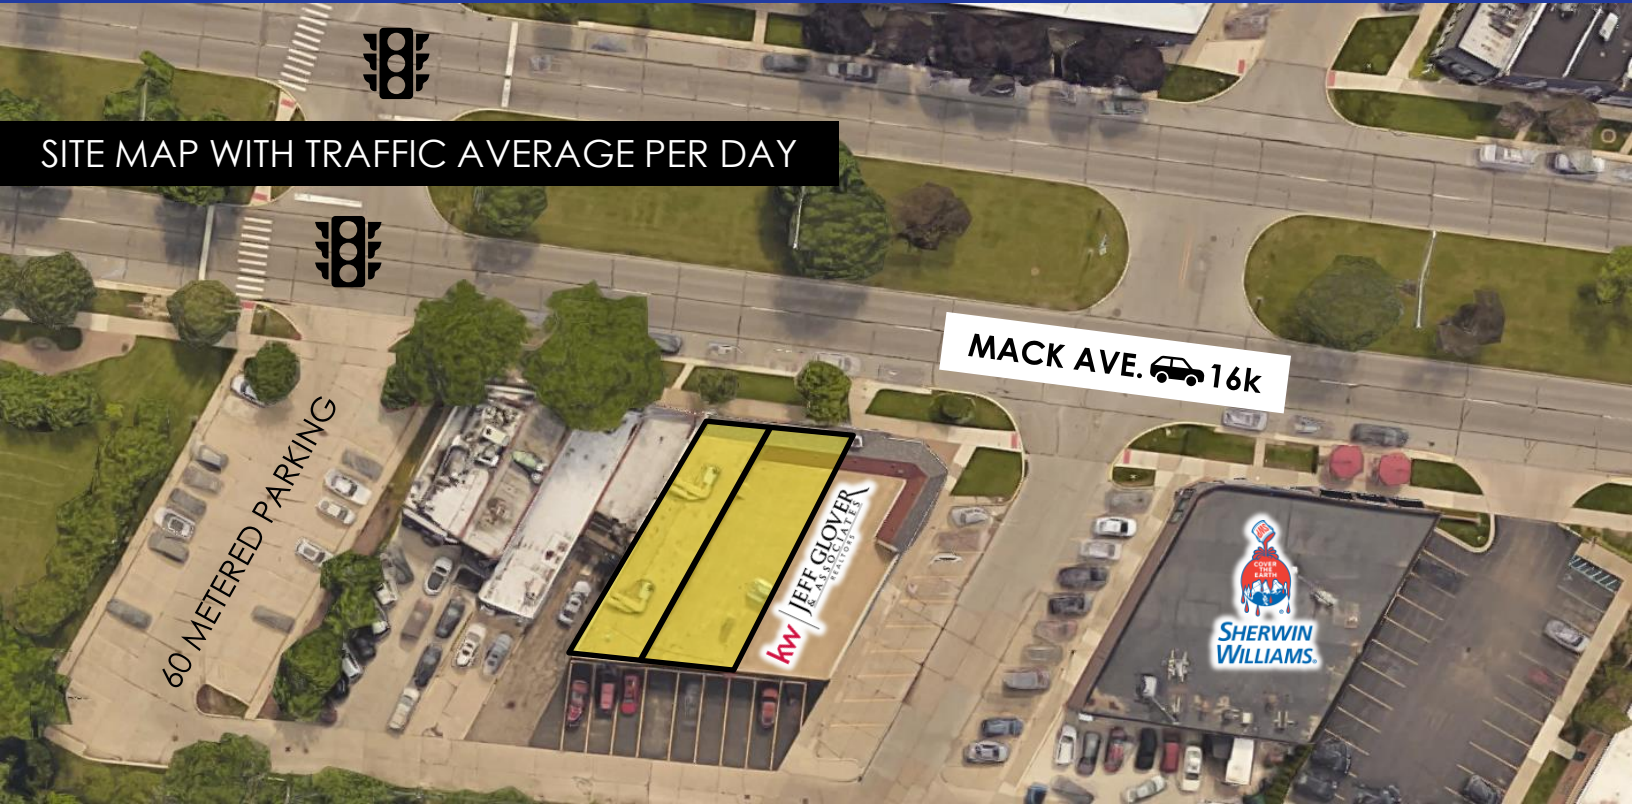 SITE MAP WITH TRAFFIC AVERAGE PER DAY
MACK AVE. 16k
60 METERED PARKING
kw JEFF GLOVER
& ASSOCIATES
REALTORS
COVER
THE
EARTH
SHERWIN
WILLIAMS.